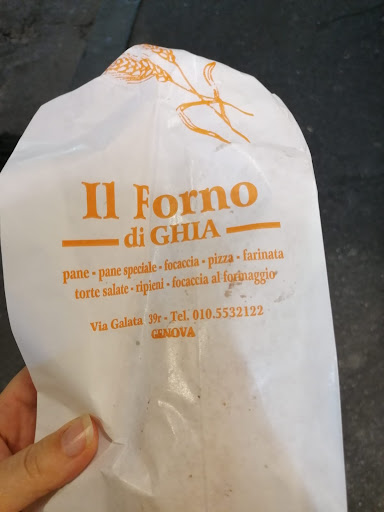 Il Forno
di GHIA
pane - pane speciale - focaccia - pizza - farinata
torte salate - ripieni - focaccia al formaggio
Via Galata 39r - Tel. 010.5532122
GENOVA